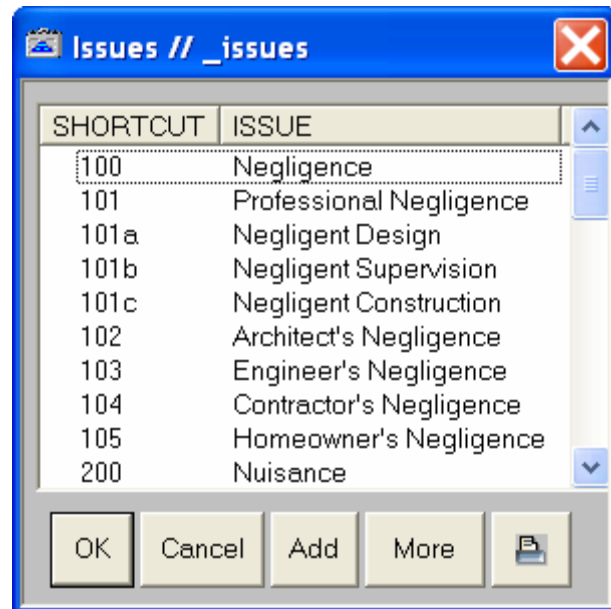 Issues // _issues
SHORTCUT ISSUE
100 Negligence
101 Professional Negligence
101a Negligent Design
101b Negligent Supervision
101c Negligent Construction
102 Architect's Negligence
103 Engineer's Negligence
104 Contractor's Negligence
105 Homeowner's Negligence
200 Nuisance
OK Cancel Add More